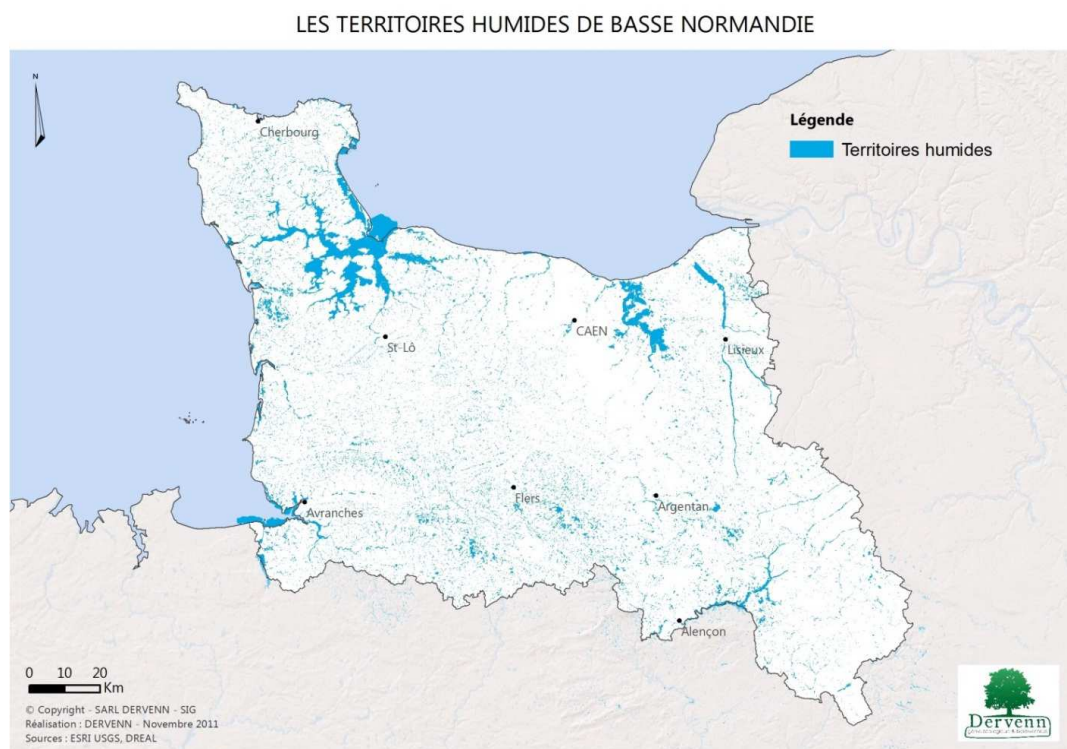 LES TERRITOIRES HUMIDES DE BASSE NORMANDIE
N
Cherbourg
Légende
Territoires humides
CAEN
St-Lô
Lisieux
Flers
Argentan
Avranches
Alençon
0 10 20
Km
© Copyright - SARL DERVENN - SIG
Réalisation : DERVENN - Novembre 2011
Sources : ESRI USGS, DREAL
Dervenn